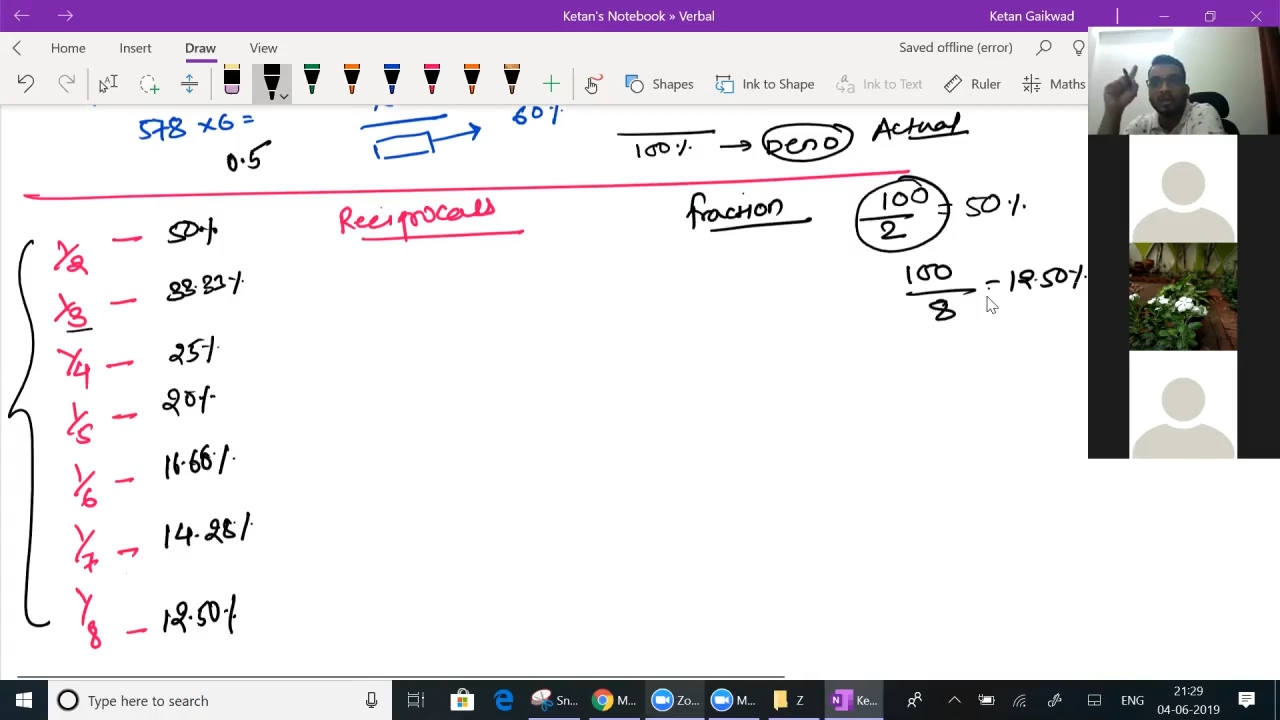 Ketan's Notebook » Verbal
Ketan Gaikwad
Home Insert Draw View
Saved offline (error)
Shapes Ink to Shape Ink to Text Ruler Maths
578 × 6 =
0.5
60%
100% → Deno
Actual
Reciprocals
fraction
100/2 = 50%
100/8 = 12.50%
1/2 — 50%
1/3 — 33.33%
1/4 — 25%
1/5 — 20%
1/6 — 16.66%
1/7 — 14.28%
1/8 — 12.50%
Type here to search
Sn...
M...
Zo...
M...
Z
Ke...
ENG
21:29
04-06-2019